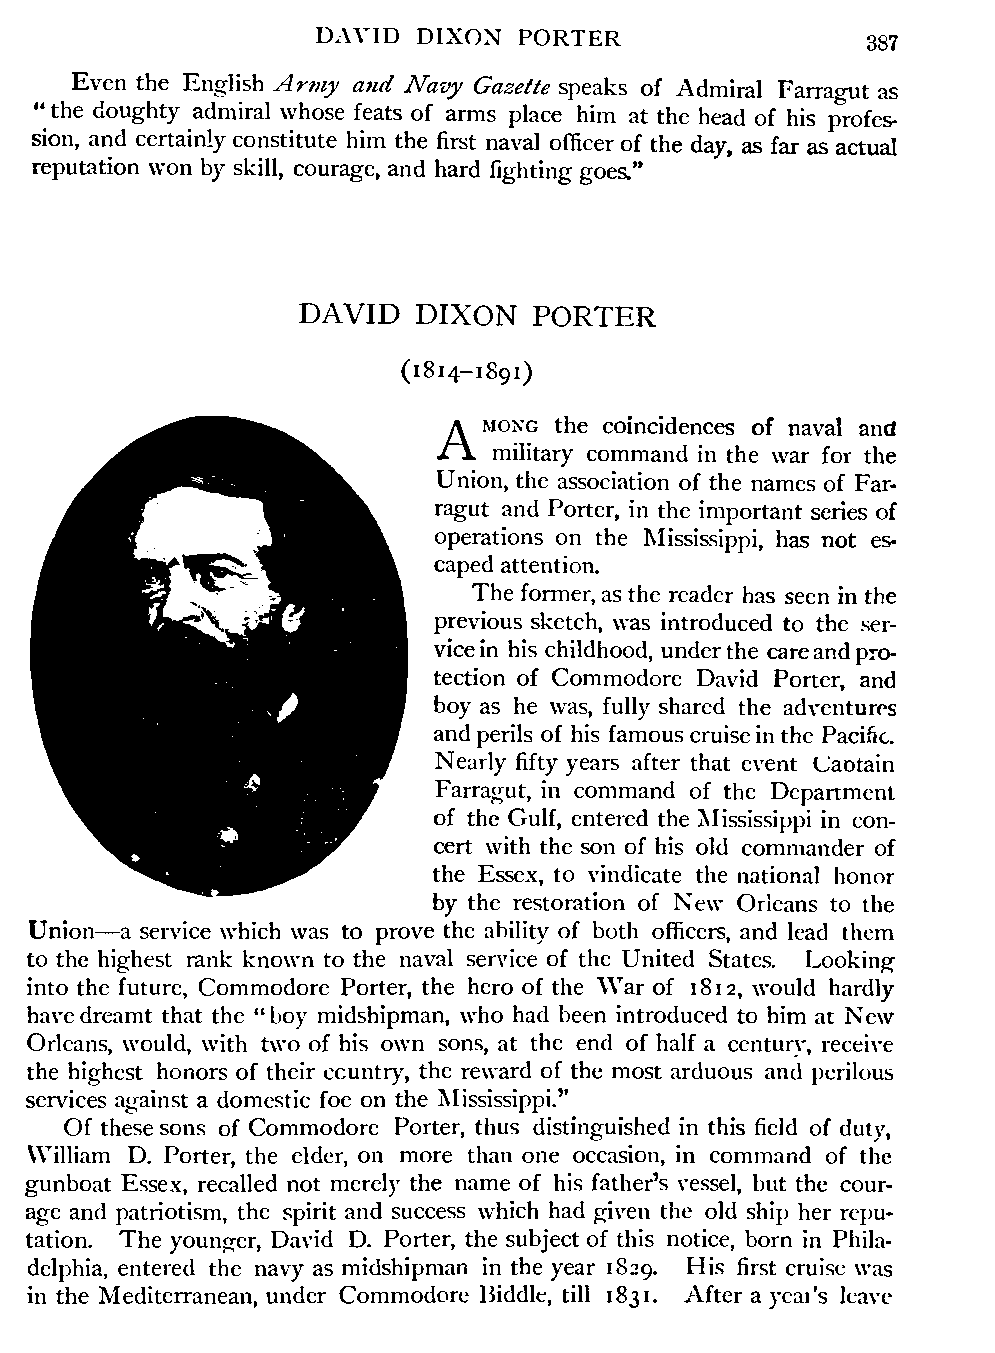 DAVID DIXON PORTER 387
Even the English Army and Navy Gazette speaks of Admiral Farragut as
“the doughty admiral whose feats of arms place him at the head of his profes-
sion, and certainly constitute him the first naval officer of the day, as far as actual
reputation won by skill, courage, and hard fighting goes.”
DAVID DIXON PORTER
(1814–1891)
AMONG the coincidences of naval and
military command in the war for the
Union, the association of the names of Far-
ragut and Porter, in the important series of
operations on the Mississippi, has not es-
caped attention.
The former, as the reader has seen in the
previous sketch, was introduced to the ser-
vice in his childhood, under the care and pro-
tection of Commodore David Porter, and
boy as he was, fully shared the adventures
and perils of his famous cruise in the Pacific.
Nearly fifty years after that event Captain
Farragut, in command of the Department
of the Gulf, entered the Mississippi in con-
cert with the son of his old commander of
the Essex, to vindicate the national honor
by the restoration of New Orleans to the
Union—a service which was to prove the ability of both officers, and lead them
to the highest rank known to the naval service of the United States. Looking
into the future, Commodore Porter, the hero of the War of 1812, would hardly
have dreamt that the “boy midshipman, who had been introduced to him at New
Orleans, would, with two of his own sons, at the end of half a century, receive
the highest honors of their country, the reward of the most arduous and perilous
services against a domestic foe on the Mississippi.”
Of these sons of Commodore Porter, thus distinguished in this field of duty,
William D. Porter, the elder, on more than one occasion, in command of the
gunboat Essex, recalled not merely the name of his father’s vessel, but the cour-
age and patriotism, the spirit and success which had given the old ship her repu-
tation. The younger, David D. Porter, the subject of this notice, born in Phila-
delphia, entered the navy as midshipman in the year 1829. His first cruise was
in the Mediterranean, under Commodore Biddle, till 1831. After a year’s leave